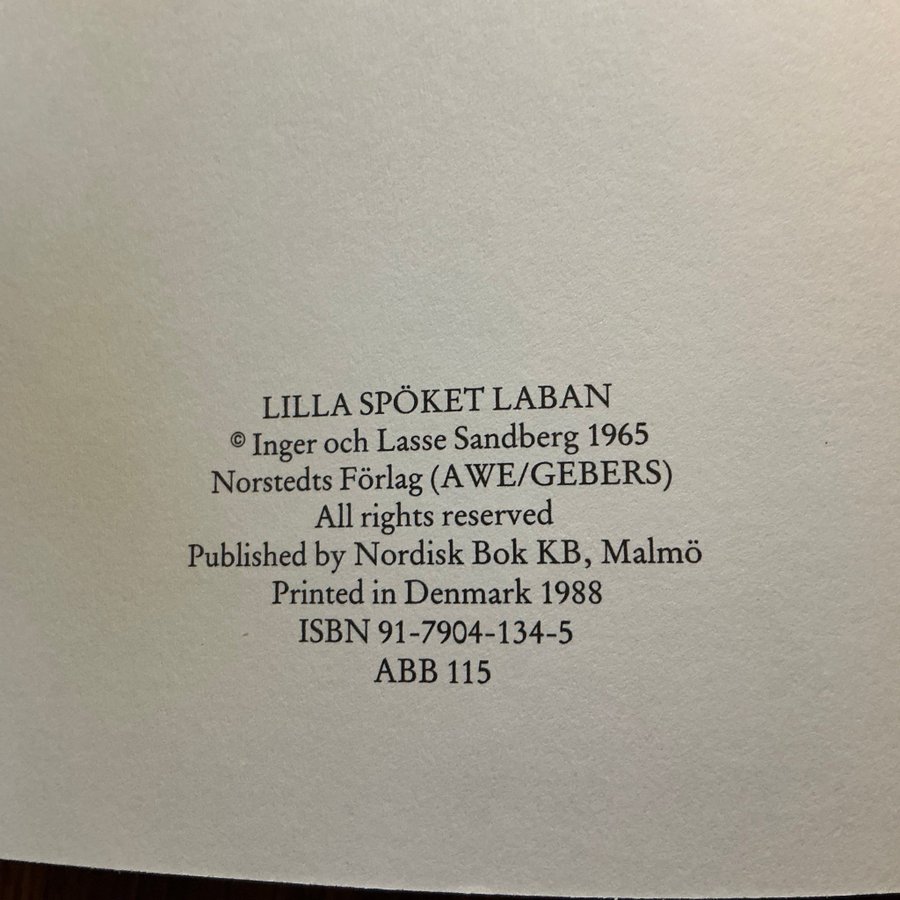 LILLA SPÖKET LABAN
© Inger och Lasse Sandberg 1965
Norstedts Förlag (AWE/GEBERS)
All rights reserved
Published by Nordisk Bok KB, Malmö
Printed in Denmark 1988
ISBN 91-7904-134-5
ABB 115